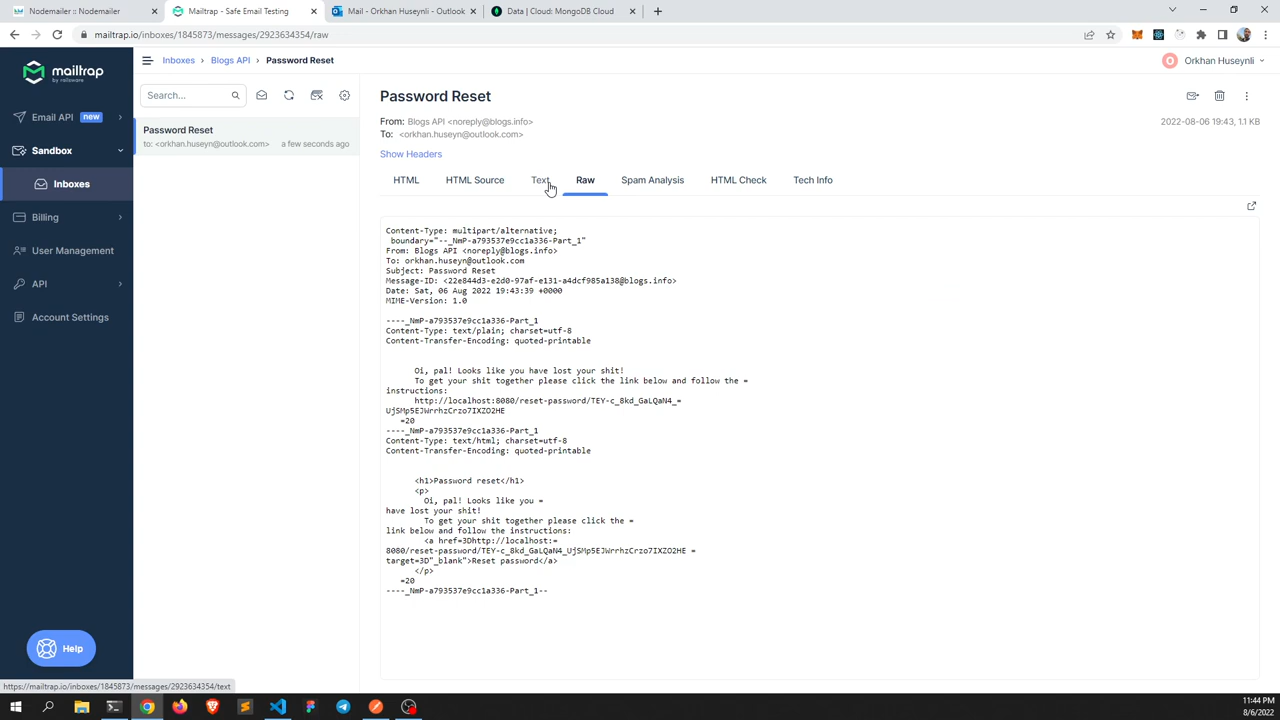 Nodemailer :: Nodemailer
Mailtrap - Safe Email Testing
Mail - Orkhan Huseynli - Outlook
Data | Cloud: MongoDB Cloud
mailtrap.io/inboxes/1845873/messages/2923634354/raw
mailtrap
by railsware
Inboxes › Blogs API › Password Reset
O Orkhan Huseynli
Email API new
Sandbox
Inboxes
Billing
User Management
API
Account Settings
Help
Search...
Password Reset
to: <orkhan.huseyn@outlook.com> a few seconds ago
Password Reset
From: Blogs API <noreply@blogs.info>
2022-08-06 19:43, 1.1 KB
To: <orkhan.huseyn@outlook.com>
Show Headers
HTML HTML Source Text Raw Spam Analysis HTML Check Tech Info
Content-Type: multipart/alternative;
boundary="--_NmP-a793537e9cc1a336-Part_1"
From: Blogs API <noreply@blogs.info>
To: orkhan.huseyn@outlook.com
Subject: Password Reset
Message-ID: <22e844d3-e2d0-97af-e131-a4dcf985a138@blogs.info>
Date: Sat, 06 Aug 2022 19:43:39 +0000
MIME-Version: 1.0
----_NmP-a793537e9cc1a336-Part_1
Content-Type: text/plain; charset=utf-8
Content-Transfer-Encoding: quoted-printable
Oi, pal! Looks like you have lost your shit!
To get your shit together please click the link below and follow the =
instructions:
http://localhost:8080/reset-password/TEY-c_8kd_GaLQaN4_=
UjSMp5EJWrrhzCrzo7IXZO2HE
=20
----_NmP-a793537e9cc1a336-Part_1
Content-Type: text/html; charset=utf-8
Content-Transfer-Encoding: quoted-printable
<h1>Password reset</h1>
<p>
Oi, pal! Looks like you =
have lost your shit!
To get your shit together please click the =
link below and follow the instructions:
<a href=3Dhttp://localhost:=
8080/reset-password/TEY-c_8kd_GaLQaN4_UjSMp5EJWrrhzCrzo7IXZO2HE =
target=3D"_blank">Reset password</a>
</p>
=20
----_NmP-a793537e9cc1a336-Part_1--
https://mailtrap.io/inboxes/1845873/messages/2923634354/text
11:44 PM
8/6/2022